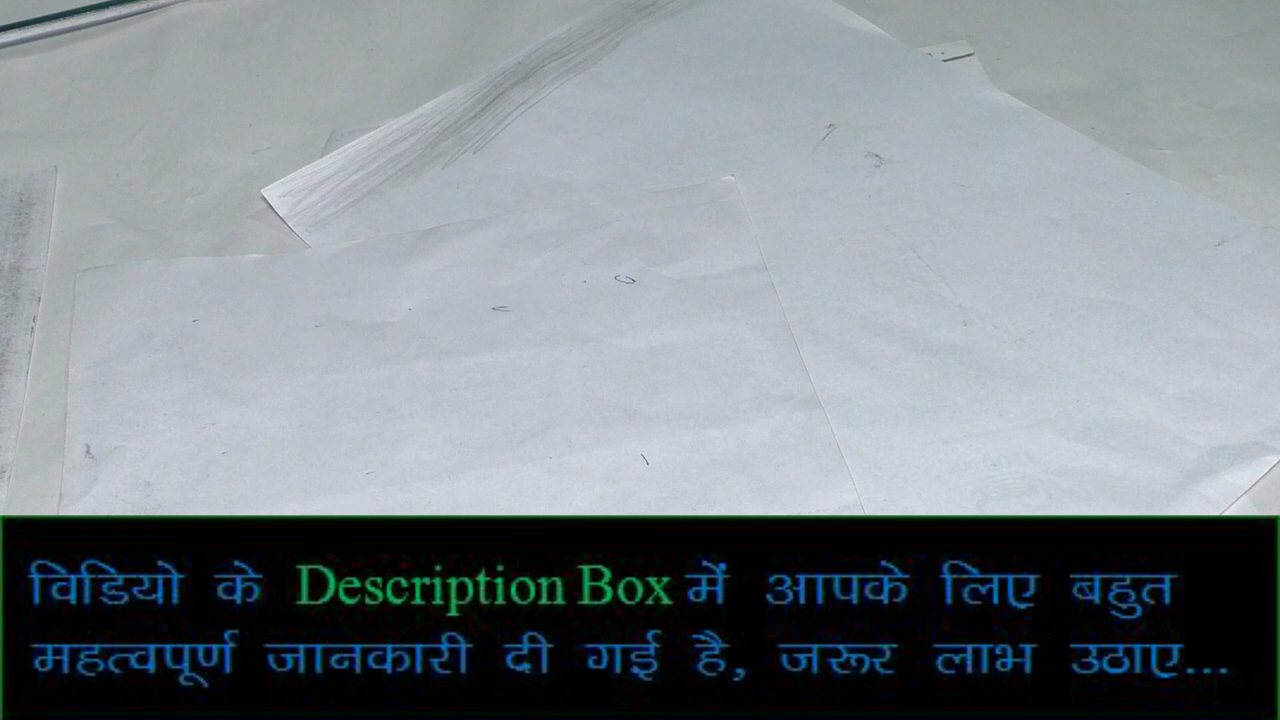 विडियो के Description Box में आपके लिए बहुत
महत्वपूर्ण जानकारी दी गई है, जरूर लाभ उठाए...